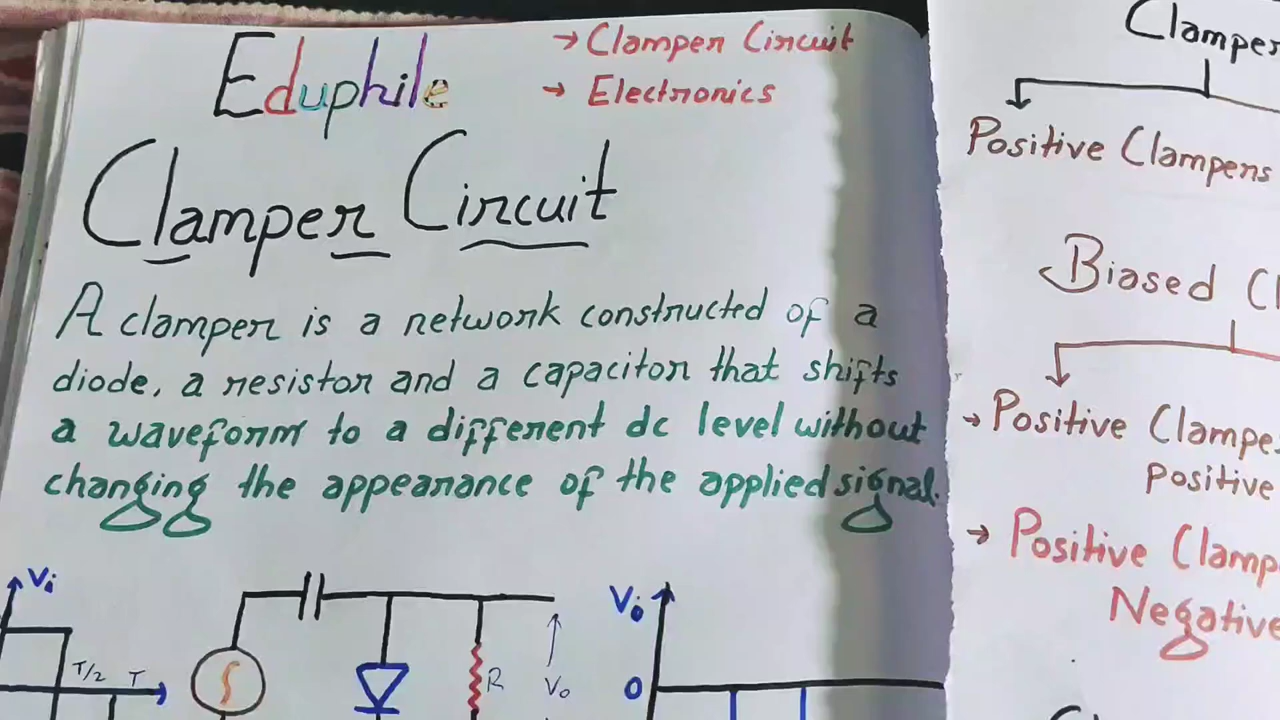 Eduphile
→ Clamper Circuit
→ Electronics
Clamper Circuit
A clamper is a network constructed of a
diode, a resistor and a capacitor that shifts
a waveform to a different dc level without
changing the appearance of the applied signal.
Vi
T/2 T
R
Vo
Vo
0
Clamper
Positive Clampers
Biased Cl
→ Positive Clampe
Positive
→ Positive Clamp
Negative